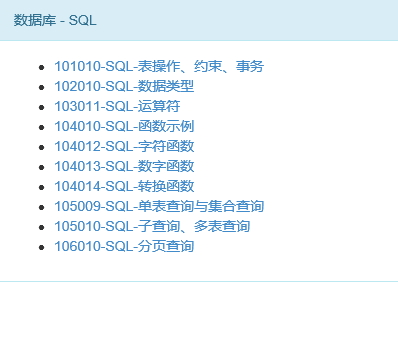 数据库 - SQL
101010-SQL-表操作、约束、事务
102010-SQL-数据类型
103011-SQL-运算符
104010-SQL-函数示例
104012-SQL-字符函数
104013-SQL-数字函数
104014-SQL-转换函数
105009-SQL-单表查询与集合查询
105010-SQL-子查询、多表查询
106010-SQL-分页查询